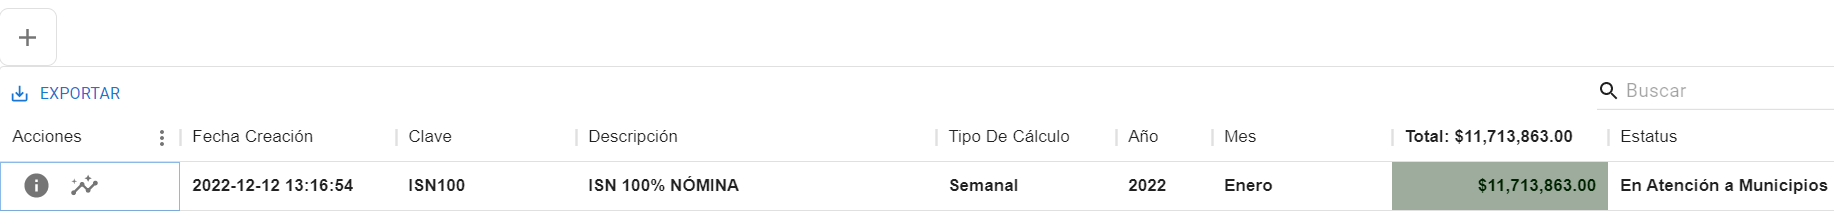 EXPORTAR
Buscar
Acciones Fecha Creación Clave Descripción Tipo De Cálculo Año Mes Total: $11,713,863.00 Estatus
2022-12-12 13:16:54 ISN100 ISN 100% NÓMINA Semanal 2022 Enero $11,713,863.00 En Atención a Municipios